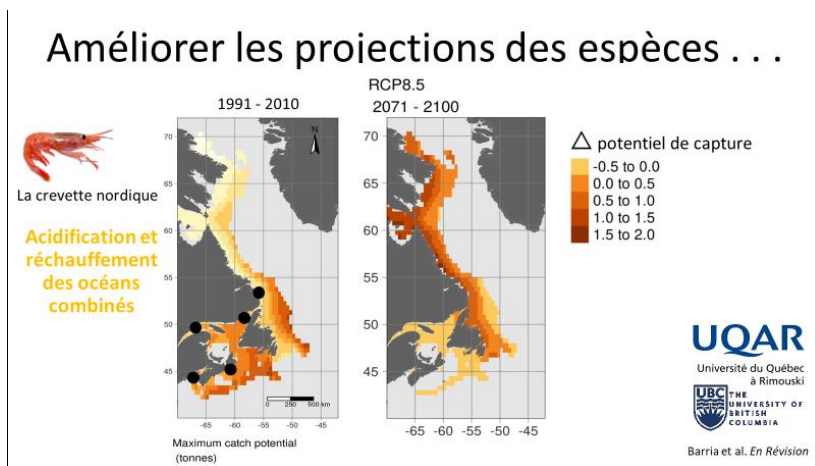 Améliorer les projections des espèces . . .
RCP8.5
1991 - 2010
2071 - 2100
La crevette nordique
Acidification et
réchauffement
des océans
combinés
N
70
65
60
55
50
45
-65 -60 -55 -50 -45
0 250 500 km
Maximum catch potential
(tonnes)
70
65
60
55
50
45
-65 -60 -55 -50 -45
△ potentiel de capture
-0.5 to 0.0
0.0 to 0.5
0.5 to 1.0
1.0 to 1.5
1.5 to 2.0
UQAR
Université du Québec
à Rimouski
UBC
THE
UNIVERSITY OF
BRITISH
COLUMBIA
Barria et al. En Révision